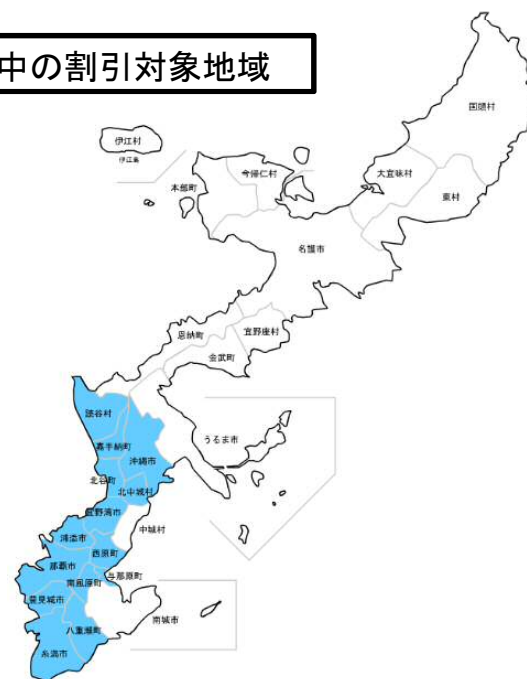 中の割引対象地域
国頭村
伊江村
伊江島
今帰仁村
大宜味村
本部町
東村
名護市
恩納町
宜野座村
金武町
読谷村
うるま市
嘉手納町
沖縄市
北谷町
北中城村
宜野湾市
中城村
浦添市
西原町
那覇市
与那原町
南風原町
豊見城市
南城市
八重瀬町
糸満市